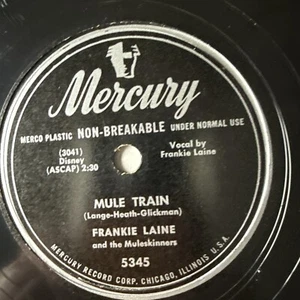 Mercury
MERCO PLASTIC NON-BREAKABLE UNDER NORMAL USE
(3041)
Disney
(ASCAP) 2:30
Vocal by
Frankie Laine
MULE TRAIN
(Lange-Heath-Glickman)
FRANKIE LAINE
and the Muleskinners
5345
MERCURY RECORD CORP. CHICAGO, ILLINOIS U.S.A.